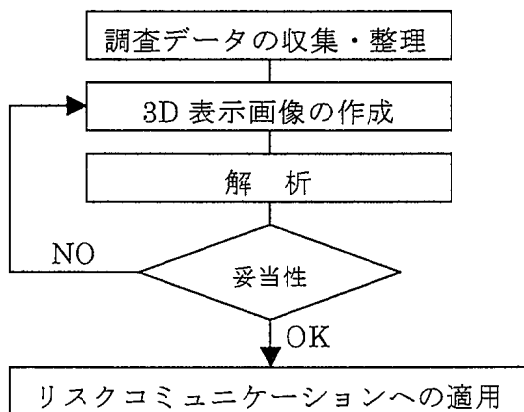 調査データの収集・整理
3D 表示画像の作成
解 析
NO
妥当性
OK
リスクコミュニケーションへの適用